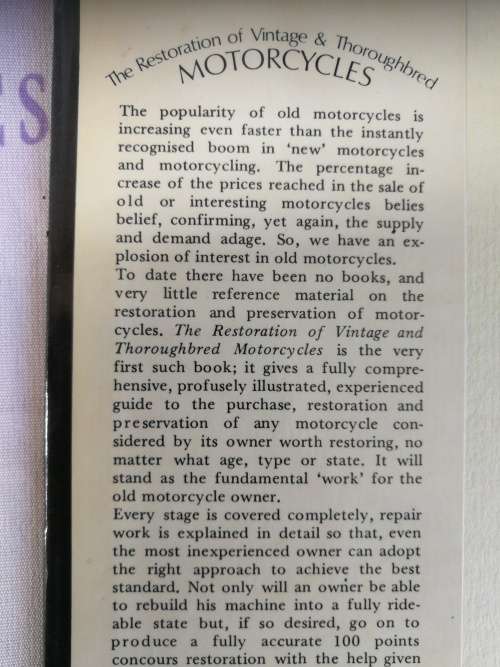 ES
The Restoration of Vintage & Thoroughbred
MOTORCYCLES
The popularity of old motorcycles is
increasing even faster than the instantly
recognised boom in ‘new’ motorcycles
and motorcycling. The percentage in-
crease of the prices reached in the sale of
old or interesting motorcycles belies
belief, confirming, yet again, the supply
and demand adage. So, we have an ex-
plosion of interest in old motorcycles.
To date there have been no books, and
very little reference material on the
restoration and preservation of motor-
cycles. The Restoration of Vintage and
Thoroughbred Motorcycles is the very
first such book; it gives a fully compre-
hensive, profusely illustrated, experienced
guide to the purchase, restoration and
preservation of any motorcycle con-
sidered by its owner worth restoring, no
matter what age, type or state. It will
stand as the fundamental ‘work’ for the
old motorcycle owner.
Every stage is covered completely, repair
work is explained in detail so that, even
the most inexperienced owner can adopt
the right approach to achieve the best
standard. Not only will an owner be able
to rebuild his machine into a fully ride-
able state but, if so desired, go on to
produce a fully accurate 100 points
concours restoration with the help given